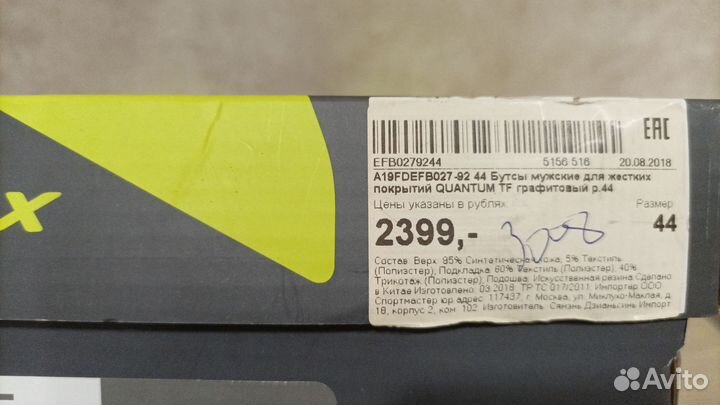 X
EAC
EFB0279244 5156 516 20.08.2018
A19FDEFB027-92 44 Бутсы мужские для жестких
покрытий QUANTUM TF графитовый р.44
Цены указаны в рублях. Размер
2399,- 44
Состав: Верх: 95% Синтетическая кожа, 5% Текстиль
(Полиэстер); Подкладка: 60% Текстиль (Полиэстер), 40%
Трикотаж (Полиэстер); Подошва: Искусственная резина Сделано
в Китае Изготовлено: 03.2018. ТР ТС 017/2011. Импортер ООО
Спортмастер юр.адрес: 117437, г. Москва, ул. Миклухо-Маклая, д.
18, корпус 2, ком. 102. Изготовитель: Сямэнь Дзианьсинь Импорт
Avito